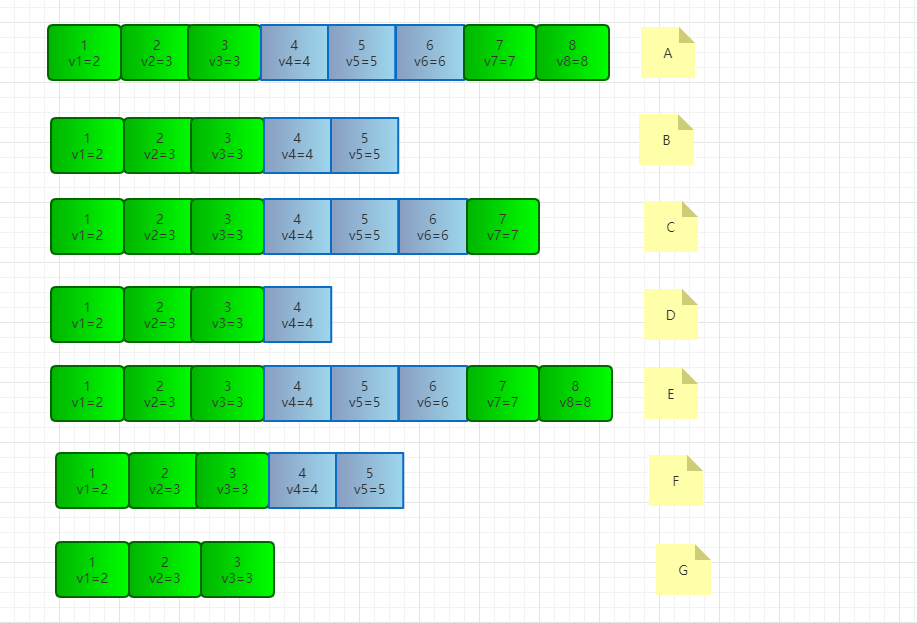 1 2 3 4 5 6 7 8
v1=2 v2=3 v3=3 v4=4 v5=5 v6=6 v7=7 v8=8
A
1 2 3 4 5
v1=2 v2=3 v3=3 v4=4 v5=5
B
1 2 3 4 5 6 7
v1=2 v2=3 v3=3 v4=4 v5=5 v6=6 v7=7
C
1 2 3 4
v1=2 v2=3 v3=3 v4=4
D
1 2 3 4 5 6 7 8
v1=2 v2=3 v3=3 v4=4 v5=5 v6=6 v7=7 v8=8
E
1 2 3 4 5
v1=2 v2=3 v3=3 v4=4 v5=5
F
1 2 3
v1=2 v2=3 v3=3
G